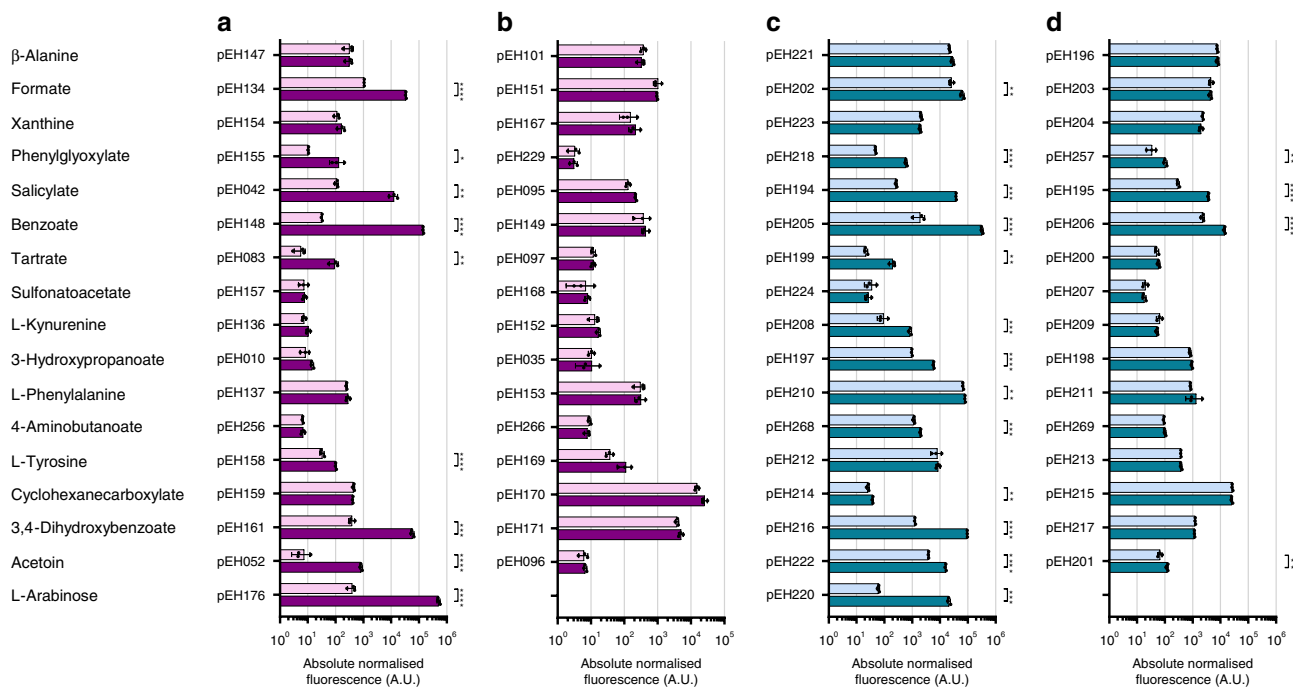 a b c d
β-Alanine pEH147 pEH101 pEH221 pEH196
Formate pEH134 pEH151 pEH202 pEH203
Xanthine pEH154 pEH167 pEH223 pEH204
Phenylglyoxylate pEH155 * pEH229 pEH218 pEH257
Salicylate pEH042 pEH095 pEH194 pEH195
Benzoate pEH148 pEH149 pEH205 pEH206
Tartrate pEH083 pEH097 pEH199 pEH200
Sulfonatoacetate pEH157 pEH168 pEH224 pEH207
L-Kynurenine pEH136 pEH152 pEH208 pEH209
3-Hydroxypropanoate pEH010 pEH035 pEH197 pEH198
L-Phenylalanine pEH137 pEH153 pEH210 pEH211
4-Aminobutanoate pEH256 pEH266 pEH268 pEH269
L-Tyrosine pEH158 pEH169 pEH212 pEH213
Cyclohexanecarboxylate pEH159 pEH170 pEH214 pEH215
3,4-Dihydroxybenzoate pEH161 pEH171 pEH216 pEH217
Acetoin pEH052 pEH096 pEH222 pEH201
L-Arabinose pEH176 pEH220
10⁰ 10¹ 10² 10³ 10⁴ 10⁵ 10⁶ 10⁰ 10¹ 10² 10³ 10⁴ 10⁵ 10⁰ 10¹ 10² 10³ 10⁴ 10⁵ 10⁶ 10⁰ 10¹ 10² 10³ 10⁴ 10⁵ 10⁶
Absolute normalised Absolute normalised Absolute normalised Absolute normalised
fluorescence (A.U.) fluorescence (A.U.) fluorescence (A.U.) fluorescence (A.U.)